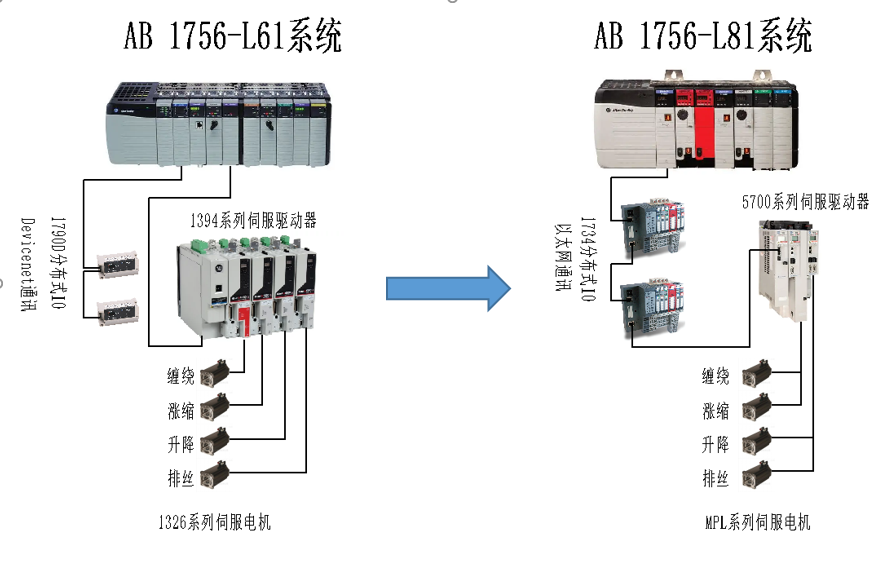 AB 1756-L61系统
AB 1756-L81系统
1394系列伺服驱动器
1790D分布式IO
Devicenet通讯
缠绕
涨缩
升降
排丝
1326系列伺服电机
5700系列伺服驱动器
1734分布式IO
以太网通讯
缠绕
涨缩
升降
排丝
MPL系列伺服电机